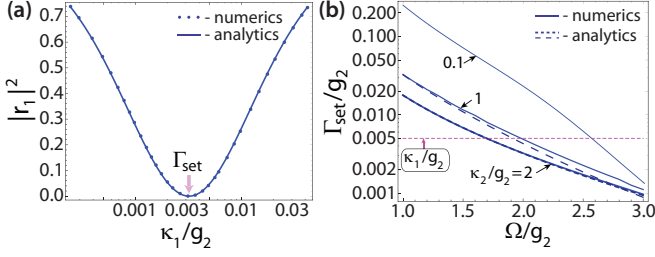 (a)
0.7
0.6
0.5
0.4
0.3
0.2
0.1
0.0
|r₁|²
- numerics
- analytics
Γset
0.001 0.003 0.01 0.03
κ₁/g₂
(b)
0.200
0.100
0.050
0.020
0.010
0.005
0.002
0.001
Γset/g₂
- numerics
- analytics
0.1
1
κ₁/g₂
κ₂/g₂=2
1.0 1.5 2.0 2.5 3.0
Ω/g₂